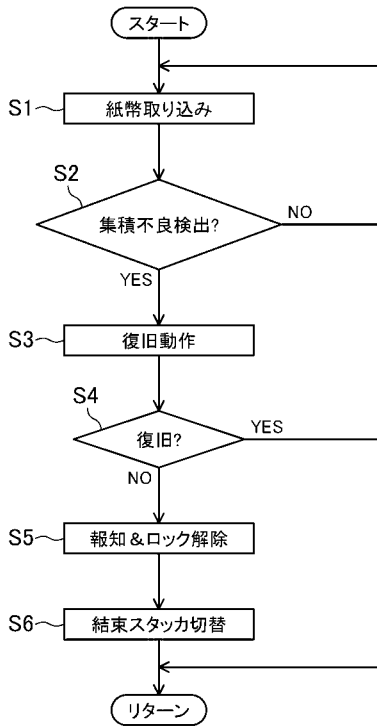 スタート
S1 紙幣取り込み
S2
集積不良検出?
NO
YES
S3 復旧動作
S4
復旧?
YES
NO
S5 報知&ロック解除
S6 結束スタッカ切替
リターン